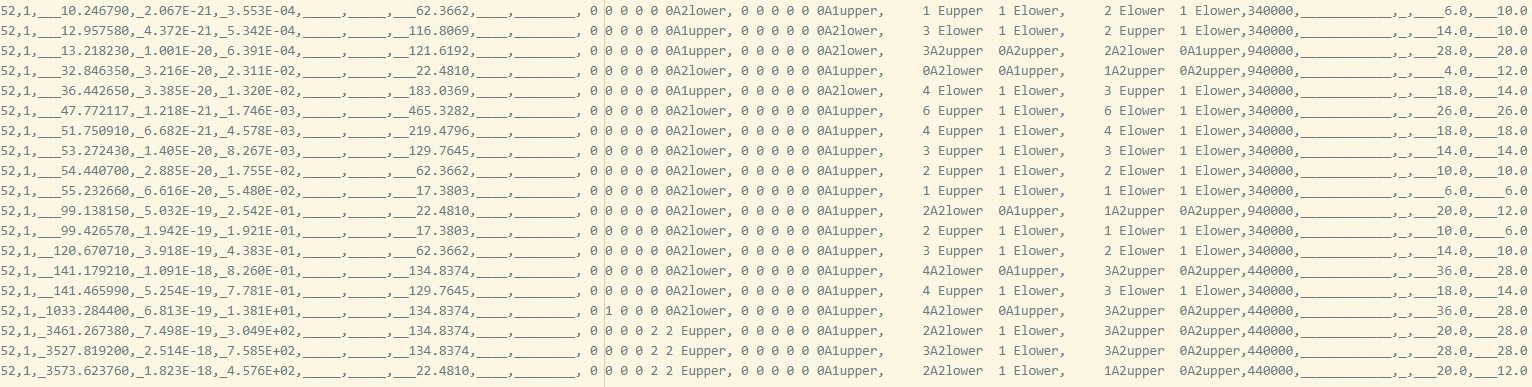 52,1,___10.246790,_2.067E-21,_3.553E-04,_____,_____,___62.3662,____,________, 0 0 0 0 0 0A2lower, 0 0 0 0 0 0A1upper,     1 Eupper  1 Elower,     2 Elower  1 Elower,340000,____________,_,____6.0,___10.0
52,1,___12.957580,_4.372E-21,_5.342E-04,_____,_____,__116.8069,____,________, 0 0 0 0 0 0A1upper, 0 0 0 0 0 0A2lower,     3 Elower  1 Elower,     2 Eupper  1 Elower,340000,____________,_,___14.0,___10.0
52,1,___13.218230,_1.001E-20,_6.391E-04,_____,_____,__121.6192,____,________, 0 0 0 0 0 0A1upper, 0 0 0 0 0 0A2lower,     3A2upper  0A2upper,     2A2lower  0A1upper,940000,____________,_,___28.0,___20.0
52,1,___32.846350,_3.216E-20,_2.311E-02,_____,_____,___22.4810,____,________, 0 0 0 0 0 0A2lower, 0 0 0 0 0 0A1upper,     0A2lower  0A1upper,     1A2upper  0A2upper,940000,____________,_,____4.0,___12.0
52,1,___36.442650,_3.385E-20,_1.320E-02,_____,_____,__183.0369,____,________, 0 0 0 0 0 0A1upper, 0 0 0 0 0 0A2lower,     4 Elower  1 Elower,     3 Eupper  1 Elower,340000,____________,_,___18.0,___14.0
52,1,___47.772117,_1.218E-21,_1.746E-03,_____,_____,__465.3282,____,________, 0 0 0 0 0 0A2lower, 0 0 0 0 0 0A1upper,     6 Eupper  1 Elower,     6 Elower  1 Elower,340000,____________,_,___26.0,___26.0
52,1,___51.750910,_6.682E-21,_4.578E-03,_____,_____,__219.4796,____,________, 0 0 0 0 0 0A2lower, 0 0 0 0 0 0A1upper,     4 Eupper  1 Elower,     4 Elower  1 Elower,340000,____________,_,___18.0,___18.0
52,1,___53.272430,_1.405E-20,_8.267E-03,_____,_____,__129.7645,____,________, 0 0 0 0 0 0A2lower, 0 0 0 0 0 0A1upper,     3 Eupper  1 Elower,     3 Elower  1 Elower,340000,____________,_,___14.0,___14.0
52,1,___54.440700,_2.885E-20,_1.755E-02,_____,_____,___62.3662,____,________, 0 0 0 0 0 0A2lower, 0 0 0 0 0 0A1upper,     2 Eupper  1 Elower,     2 Elower  1 Elower,340000,____________,_,___10.0,___10.0
52,1,___55.232660,_6.616E-20,_5.480E-02,_____,_____,___17.3803,____,________, 0 0 0 0 0 0A2lower, 0 0 0 0 0 0A1upper,     1 Eupper  1 Elower,     1 Elower  1 Elower,340000,____________,_,____6.0,____6.0
52,1,___99.138150,_5.032E-19,_2.542E-01,_____,_____,___22.4810,____,________, 0 0 0 0 0 0A2lower, 0 0 0 0 0 0A1upper,     2A2lower  0A1upper,     1A2upper  0A2upper,940000,____________,_,___20.0,___12.0
52,1,___99.426570,_1.942E-19,_1.921E-01,_____,_____,___17.3803,____,________, 0 0 0 0 0 0A2lower, 0 0 0 0 0 0A1upper,     2 Eupper  1 Elower,     1 Elower  1 Elower,340000,____________,_,___10.0,____6.0
52,1,__120.670710,_3.918E-19,_4.383E-01,_____,_____,___62.3662,____,________, 0 0 0 0 0 0A2lower, 0 0 0 0 0 0A1upper,     3 Eupper  1 Elower,     2 Elower  1 Elower,340000,____________,_,___14.0,___10.0
52,1,__141.179210,_1.091E-18,_8.260E-01,_____,_____,__134.8374,____,________, 0 0 0 0 0 0A2lower, 0 0 0 0 0 0A1upper,     4A2lower  0A1upper,     3A2upper  0A2upper,440000,____________,_,___36.0,___28.0
52,1,__141.465990,_5.254E-19,_7.781E-01,_____,_____,__129.7645,____,________, 0 0 0 0 0 0A2lower, 0 0 0 0 0 0A1upper,     4 Eupper  1 Elower,     3 Elower  1 Elower,340000,____________,_,___18.0,___14.0
52,1,_1033.284400,_6.813E-19,_1.381E+01,_____,_____,__134.8374,____,________, 0 1 0 0 0 0A2lower, 0 0 0 0 0 0A1upper,     4A2lower  0A1upper,     3A2upper  0A2upper,440000,____________,_,___36.0,___28.0
52,1,_3461.267380,_7.498E-19,_3.049E+02,_____,_____,__134.8374,____,________, 0 0 0 0 2 2 Eupper, 0 0 0 0 0 0A1upper,     2A2lower  1 Elower,     3A2upper  0A2upper,440000,____________,_,___20.0,___28.0
52,1,_3527.819200,_2.514E-18,_7.585E+02,_____,_____,__134.8374,____,________, 0 0 0 0 2 2 Eupper, 0 0 0 0 0 0A1upper,     3A2lower  1 Elower,     3A2upper  0A2upper,440000,____________,_,___28.0,___28.0
52,1,_3573.623760,_1.823E-18,_4.576E+02,_____,_____,___22.4810,____,________, 0 0 0 0 2 2 Eupper, 0 0 0 0 0 0A1upper,     2A2lower  1 Elower,     1A2upper  0A2upper,440000,____________,_,___20.0,___12.0